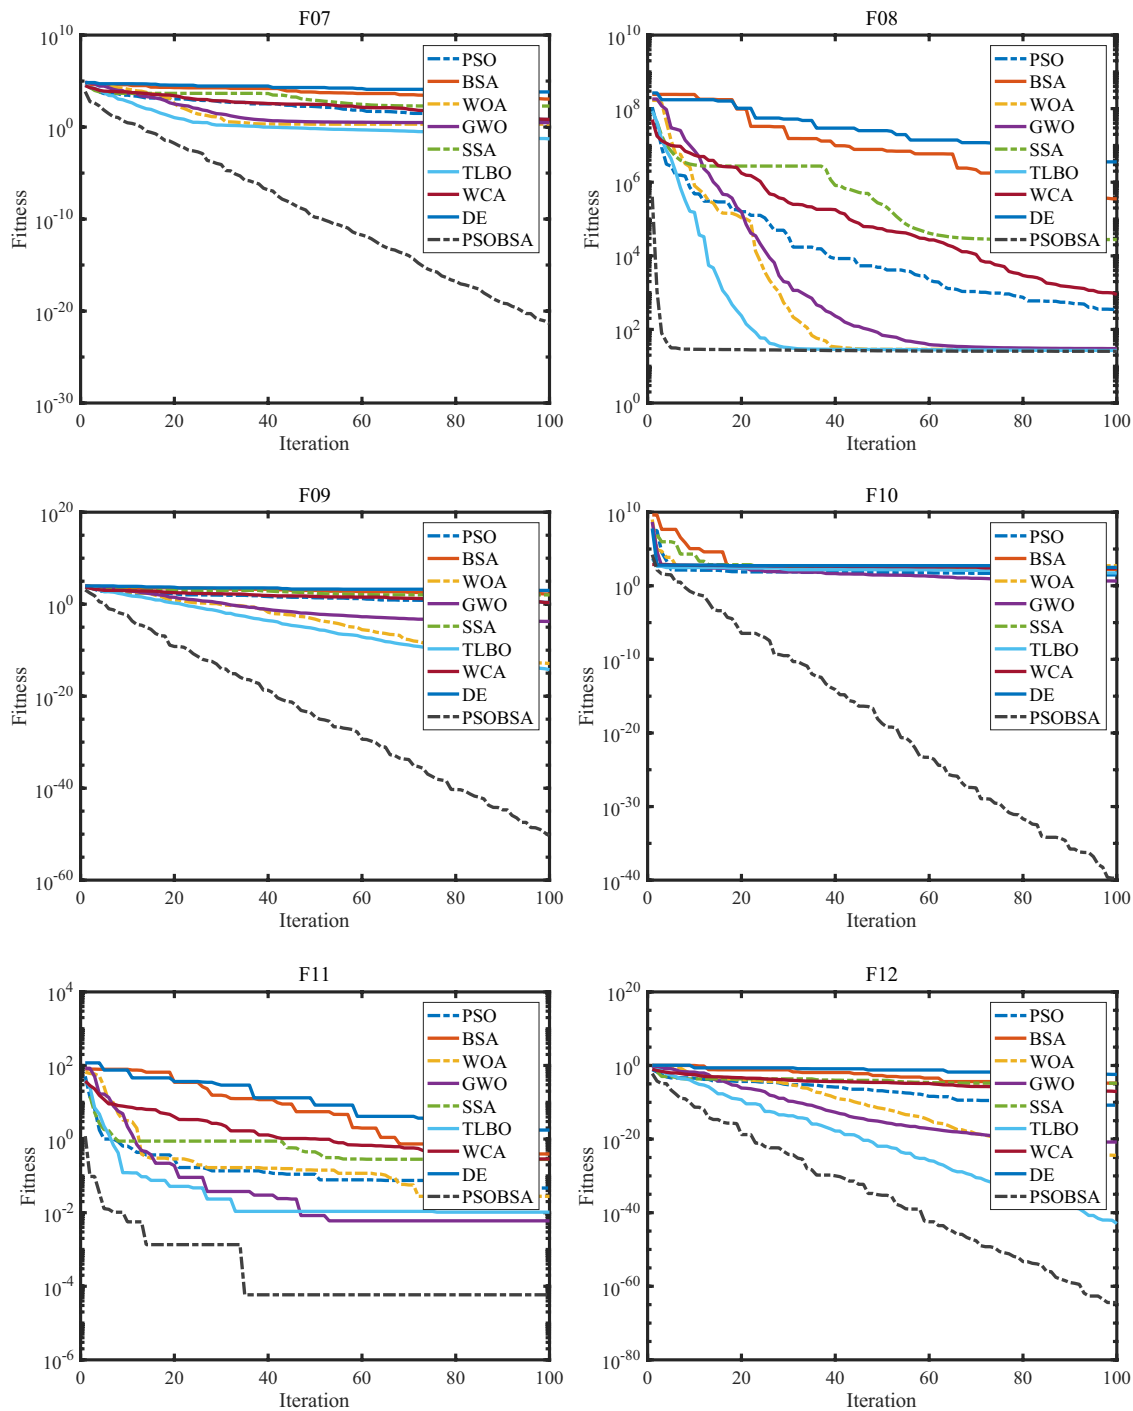 F07
10^10
10^0
10^-10
10^-20
10^-30
Fitness
0 20 40 60 80 100
Iteration
PSO
BSA
WOA
GWO
SSA
TLBO
WCA
DE
PSOBSA
F08
10^10
10^8
10^6
10^4
10^2
10^0
Fitness
0 20 40 60 80 100
Iteration
PSO
BSA
WOA
GWO
SSA
TLBO
WCA
DE
PSOBSA
F09
10^20
10^0
10^-20
10^-40
10^-60
Fitness
0 20 40 60 80 100
Iteration
PSO
BSA
WOA
GWO
SSA
TLBO
WCA
DE
PSOBSA
F10
10^10
10^0
10^-10
10^-20
10^-30
10^-40
Fitness
0 20 40 60 80 100
Iteration
PSO
BSA
WOA
GWO
SSA
TLBO
WCA
DE
PSOBSA
F11
10^4
10^2
10^0
10^-2
10^-4
10^-6
Fitness
0 20 40 60 80 100
Iteration
PSO
BSA
WOA
GWO
SSA
TLBO
WCA
DE
PSOBSA
F12
10^20
10^0
10^-20
10^-40
10^-60
10^-80
Fitness
0 20 40 60 80 100
Iteration
PSO
BSA
WOA
GWO
SSA
TLBO
WCA
DE
PSOBSA